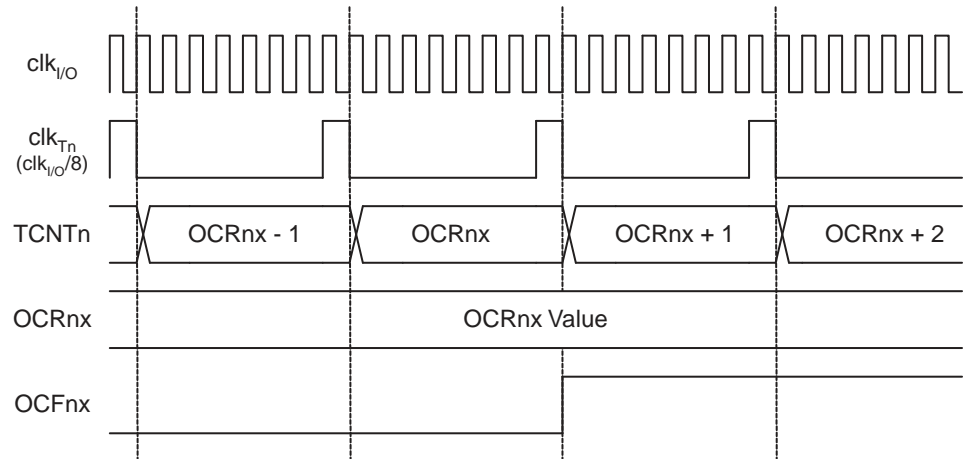 clkI/O
clkTn
(clkI/O/8)
TCNTn OCRnx - 1 OCRnx OCRnx + 1 OCRnx + 2
OCRnx OCRnx Value
OCFnx